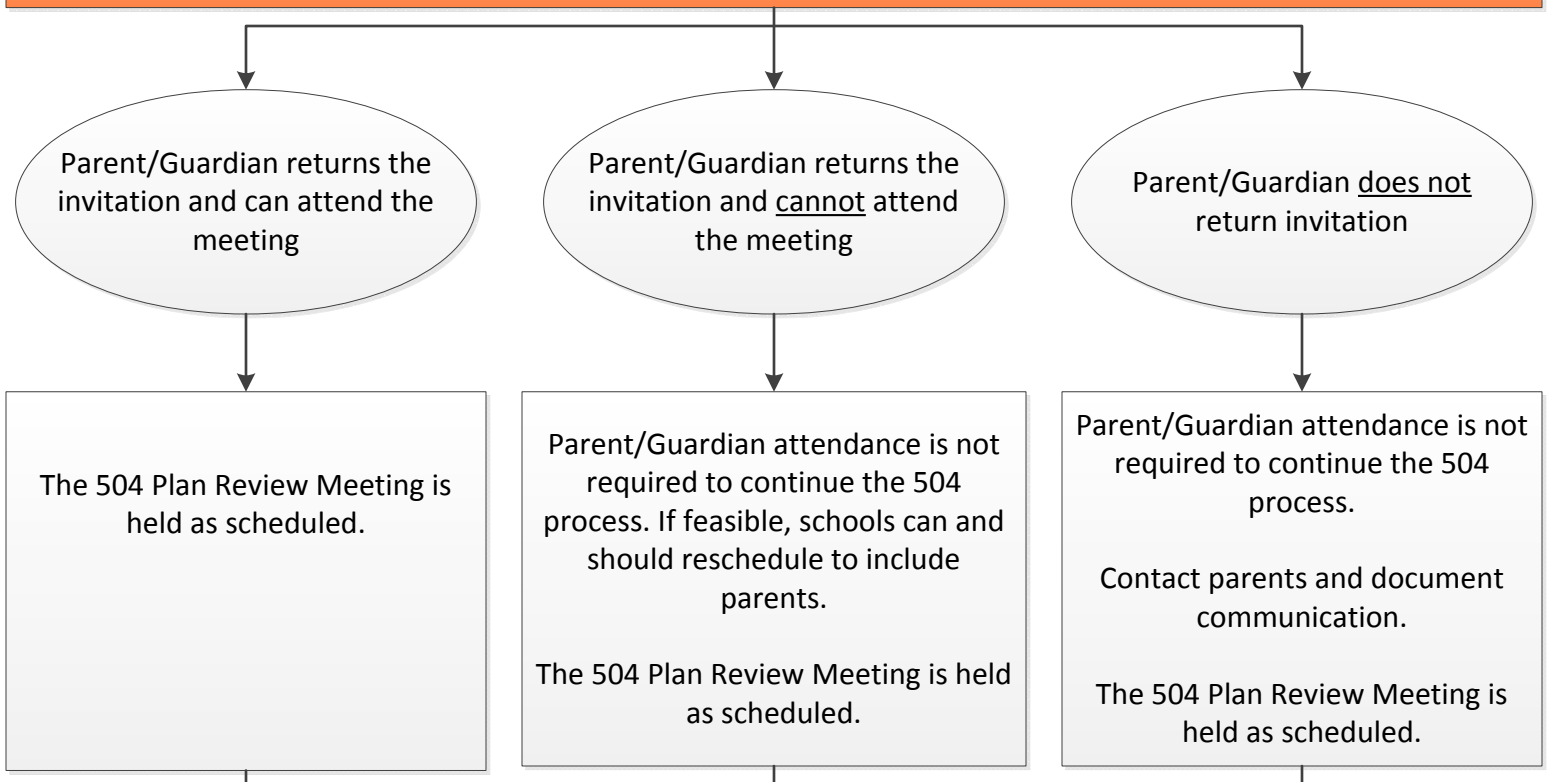 Parent/Guardian returns the
invitation and can attend the
meeting
Parent/Guardian returns the
invitation and cannot attend
the meeting
Parent/Guardian does not
return invitation
The 504 Plan Review Meeting is
held as scheduled.
Parent/Guardian attendance is not
required to continue the 504
process. If feasible, schools can and
should reschedule to include
parents.
The 504 Plan Review Meeting is held
as scheduled.
Parent/Guardian attendance is not
required to continue the 504
process.
Contact parents and document
communication.
The 504 Plan Review Meeting is
held as scheduled.